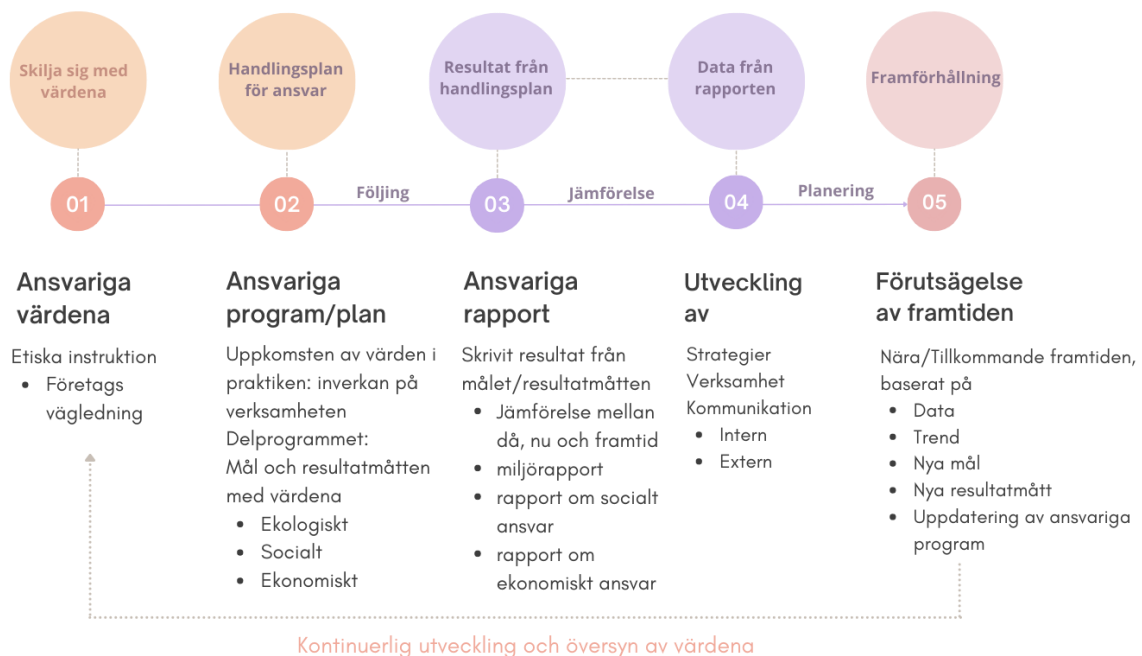 Skilja sig med
värdena
Handlingsplan
för ansvar
Resultat från
handlingsplan
Data från
rapporten
Framförhållning
01
02
Följing
03
Jämförelse
04
Planering
05
Ansvariga
värdena
Etiska instruktion
• Företags
vägledning
Ansvariga
program/plan
Uppkomsten av värden i
praktiken: inverkan på
verksamheten
Delprogrammet:
Mål och resultatmåtten
med värdena
• Ekologiskt
• Socialt
• Ekonomiskt
Ansvariga
rapport
Skrivit resultat från
målet/resultatmåtten
• Jämförelse mellan
då, nu och framtid
• miljörapport
• rapport om socialt
ansvar
• rapport om
ekonomiskt ansvar
Utveckling
av
Strategier
Verksamhet
Kommunikation
• Intern
• Extern
Förutsägelse
av framtiden
Nära/Tillkommande framtiden,
baserat på
• Data
• Trend
• Nya mål
• Nya resultatmått
• Uppdatering av ansvariga
program
Kontinuerlig utveckling och översyn av värdena